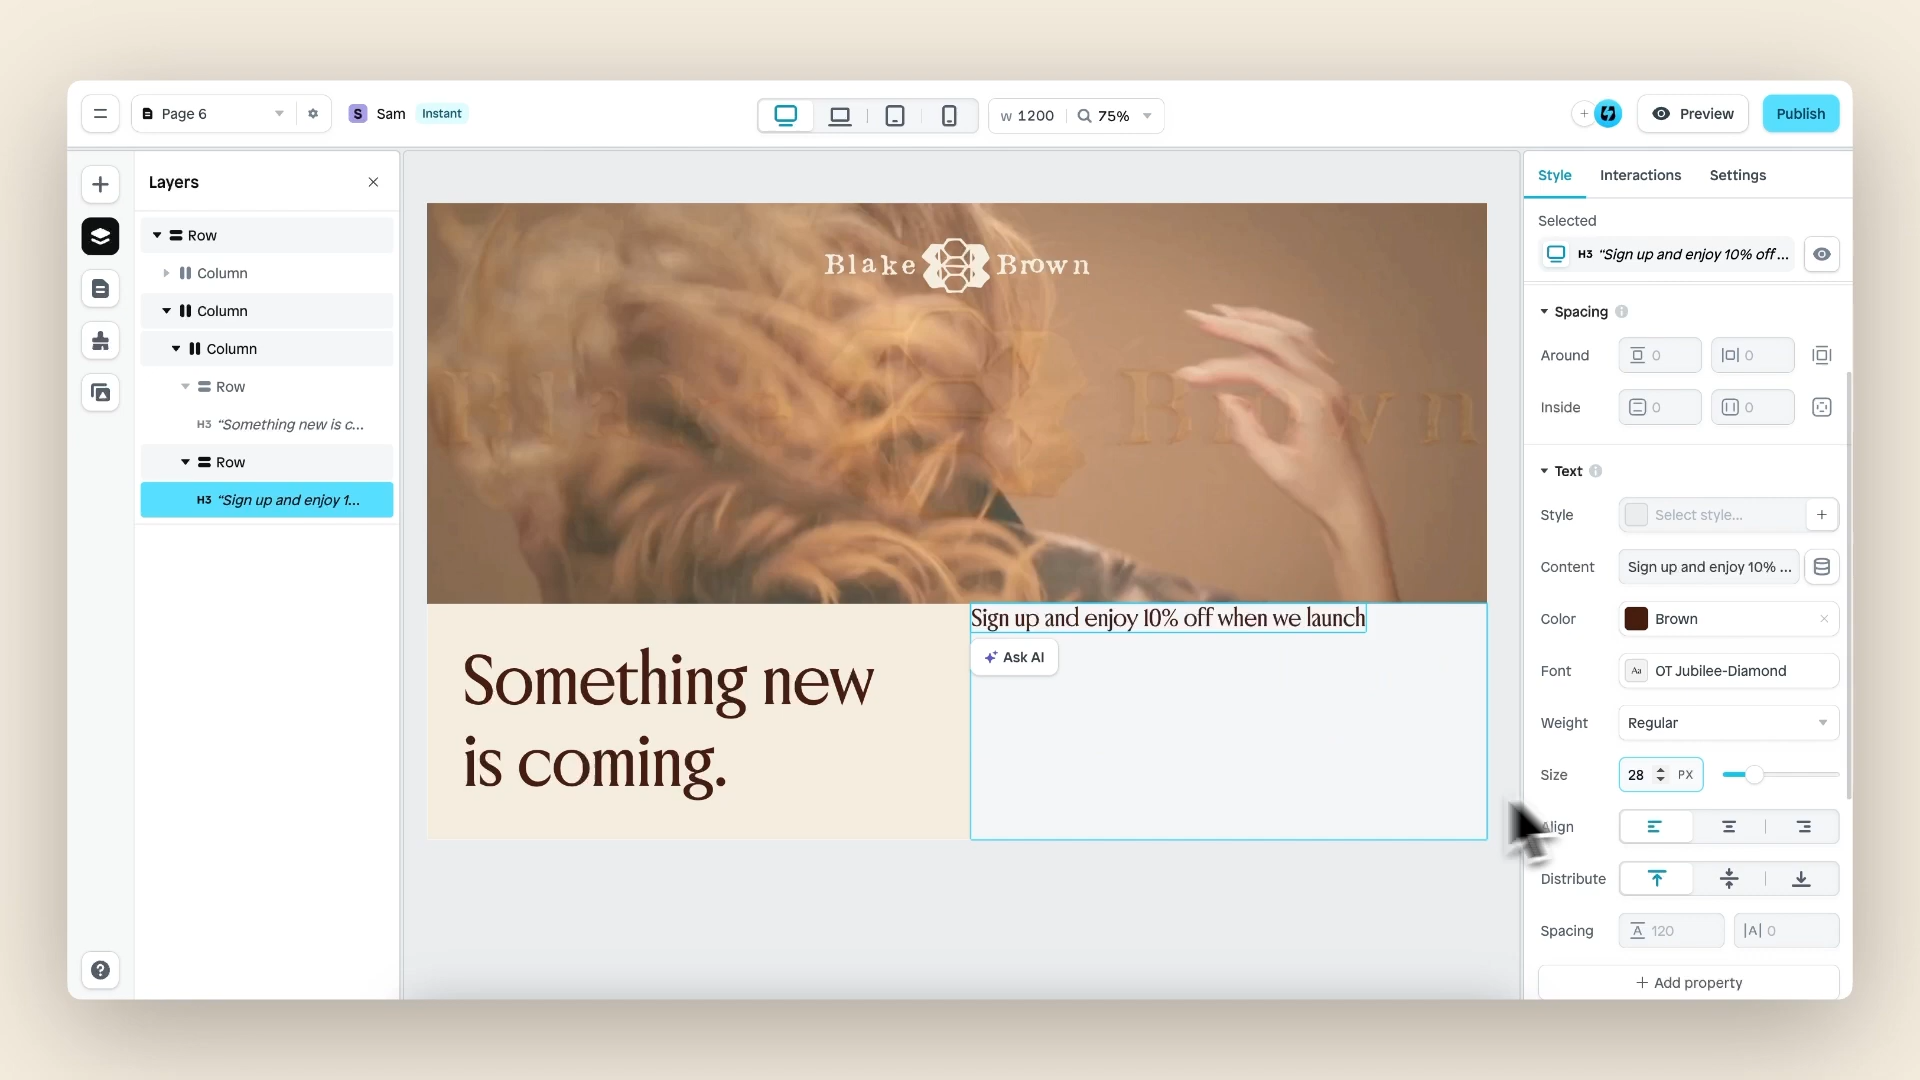 Page 6
S Sam Instant
W 1200
75%
Preview
Publish
Layers
Row
Column
Column
Column
Row
H3 “Something new is c...
Row
H3 “Sign up and enjoy 1...
Blake Brown
Blake Brown
Something new
is coming.
Sign up and enjoy 10% off when we launch
Ask AI
Style Interactions Settings
Selected
H3 “Sign up and enjoy 10% off ...
Spacing
Around 0 0
Inside 0 0
Text
Style Select style...
Content Sign up and enjoy 10% ...
Color Brown
Font Aa OT Jubilee-Diamond
Weight Regular
Size 28 PX
Align
Distribute
Spacing A 120 |A| 0
+ Add property